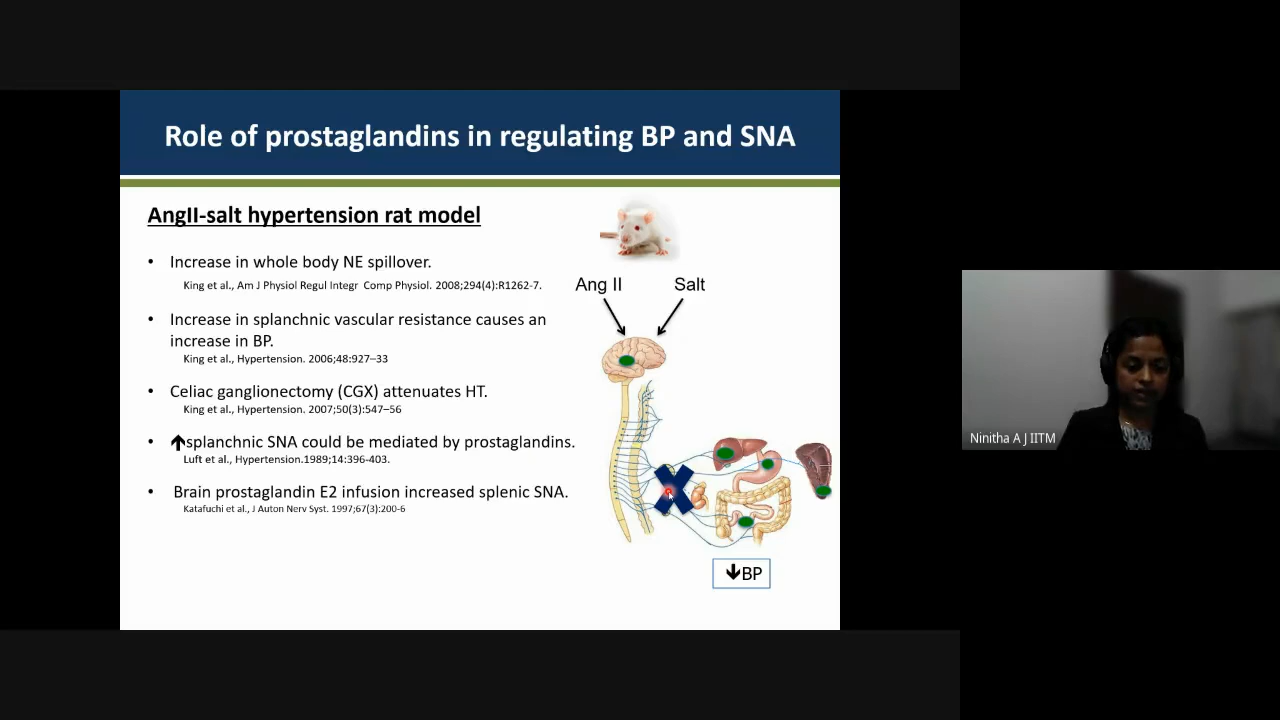 Role of prostaglandins in regulating BP and SNA
AngII-salt hypertension rat model
• Increase in whole body NE spillover.
King et al., Am J Physiol Regul Integr Comp Physiol. 2008;294(4):R1262-7.
• Increase in splanchnic vascular resistance causes an
increase in BP.
King et al., Hypertension. 2006;48:927–33
• Celiac ganglionectomy (CGX) attenuates HT.
King et al., Hypertension. 2007;50(3):547–56
• ↑splanchnic SNA could be mediated by prostaglandins.
Luft et al., Hypertension.1989;14:396-403.
• Brain prostaglandin E2 infusion increased splenic SNA.
Katafuchi et al., J Auton Nerv Syst. 1997;67(3):200-6
Ang II Salt
↓BP
Ninitha A J IITM